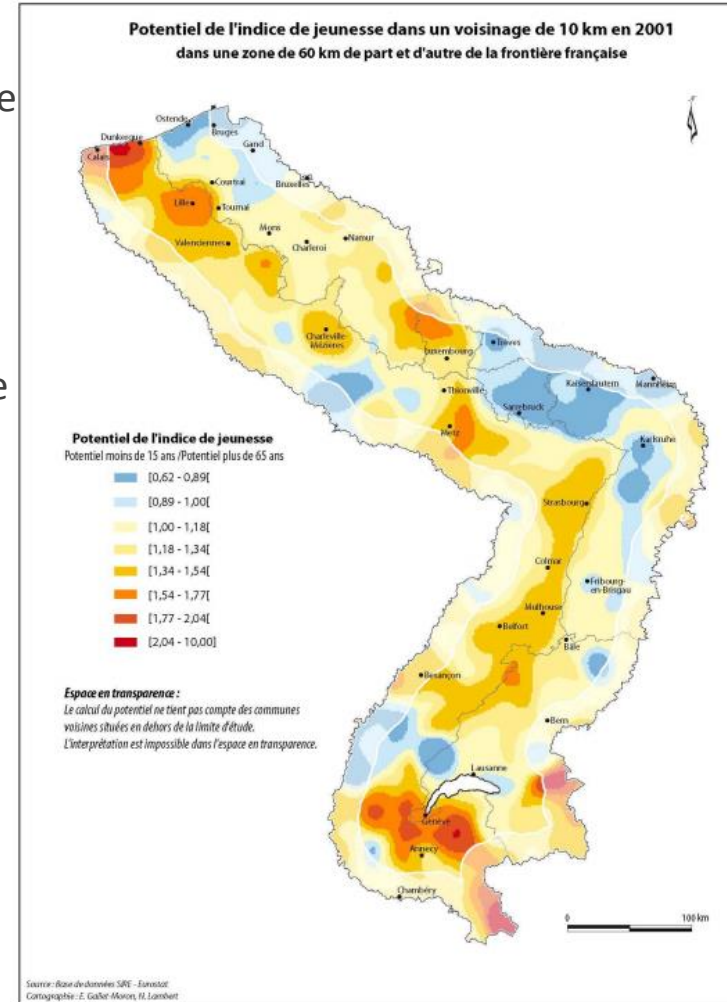 Potentiel de l'indice de jeunesse dans un voisinage de 10 km en 2001
dans une zone de 60 km de part et d'autre de la frontière française
e
e
Ostende
Bruges
Dunkerque
Gand
Calais
Courtrai
Bruxelles
Lille
Tournai
Mons
Namur
Valenciennes
Charleroi
Charleville-
Mézières
Luxembourg
Trèves
Thionville
Kaiserslautern
Mannheim
Sarrebruck
Metz
Karlsruhe
Potentiel de l'indice de jeunesse
Potentiel moins de 15 ans /Potentiel plus de 65 ans
[0,62 - 0,89[
[0,89 - 1,00[
[1,00 - 1,18[
[1,18 - 1,34[
[1,34 - 1,54[
[1,54 - 1,77[
[1,77 - 2,04[
[2,04 - 10,00]
Strasbourg
Colmar
Fribourg-
en-Brisgau
Mulhouse
Belfort
Bâle
Besançon
Bern
Espace en transparence :
Le calcul du potentiel ne tient pas compte des communes
voisines situées en dehors de la limite d'étude.
L'interprétation est impossible dans l'espace en transparence.
Lausanne
Genève
Annecy
Chambéry
0 100 km
Source : Base de données SIRE - Eurostat
Cartographie : E. Gallet-Moron, N. Lambert